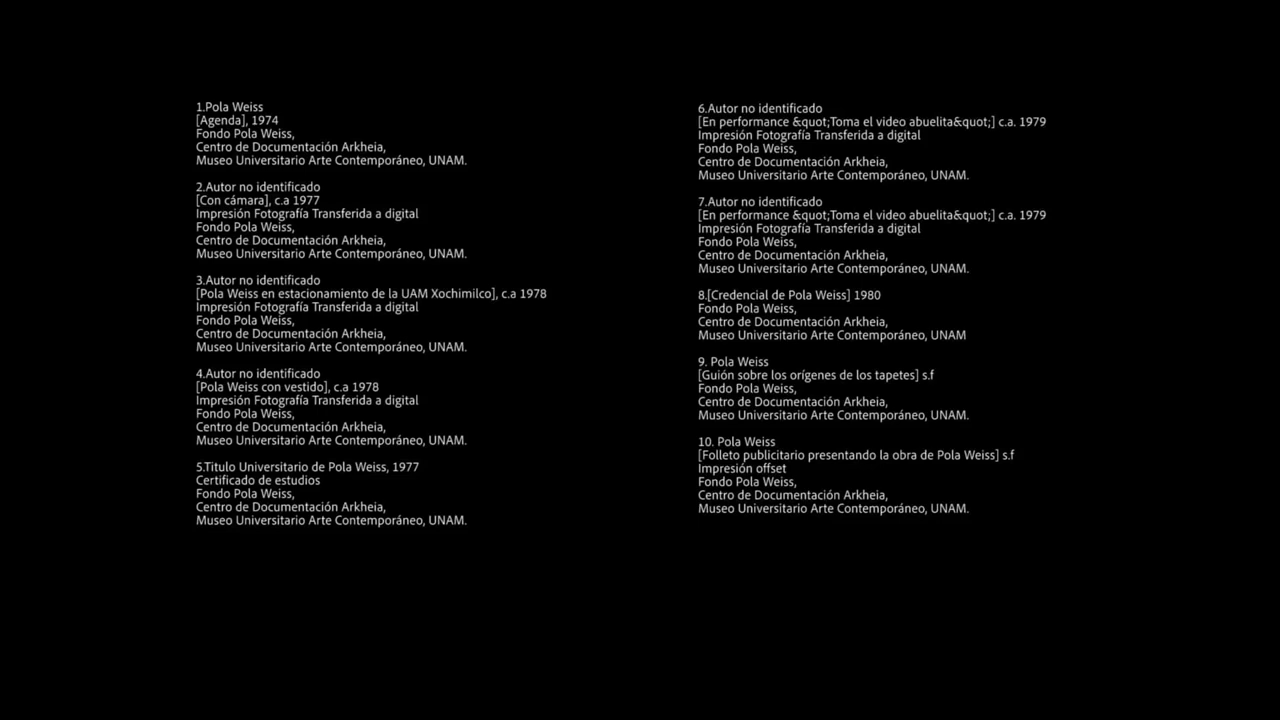 1.Pola Weiss
[Agenda], 1974
Fondo Pola Weiss,
Centro de Documentación Arkheia,
Museo Universitario Arte Contemporáneo, UNAM.
2.Autor no identificado
[Con cámara], c.a 1977
Impresión Fotografía Transferida a digital
Fondo Pola Weiss,
Centro de Documentación Arkheia,
Museo Universitario Arte Contemporáneo, UNAM.
3.Autor no identificado
[Pola Weiss en estacionamiento de la UAM Xochimilco], c.a 1978
Impresión Fotografía Transferida a digital
Fondo Pola Weiss,
Centro de Documentación Arkheia,
Museo Universitario Arte Contemporáneo, UNAM.
4.Autor no identificado
[Pola Weiss con vestido], c.a 1978
Impresión Fotografía Transferida a digital
Fondo Pola Weiss,
Centro de Documentación Arkheia,
Museo Universitario Arte Contemporáneo, UNAM.
5.Titulo Universitario de Pola Weiss, 1977
Certificado de estudios
Fondo Pola Weiss,
Centro de Documentación Arkheia,
Museo Universitario Arte Contemporáneo, UNAM.
6.Autor no identificado
[En performance &quot;Toma el video abuelita&quot;] c.a. 1979
Impresión Fotografía Transferida a digital
Fondo Pola Weiss,
Centro de Documentación Arkheia,
Museo Universitario Arte Contemporáneo, UNAM.
7.Autor no identificado
[En performance &quot;Toma el video abuelita&quot;] c.a. 1979
Impresión Fotografía Transferida a digital
Fondo Pola Weiss,
Centro de Documentación Arkheia,
Museo Universitario Arte Contemporáneo, UNAM.
8.[Credencial de Pola Weiss] 1980
Fondo Pola Weiss,
Centro de Documentación Arkheia,
Museo Universitario Arte Contemporáneo, UNAM
9. Pola Weiss
[Guión sobre los orígenes de los tapetes] s.f
Fondo Pola Weiss,
Centro de Documentación Arkheia,
Museo Universitario Arte Contemporáneo, UNAM.
10. Pola Weiss
[Folleto publicitario presentando la obra de Pola Weiss] s.f
Impresión offset
Fondo Pola Weiss,
Centro de Documentación Arkheia,
Museo Universitario Arte Contemporáneo, UNAM.